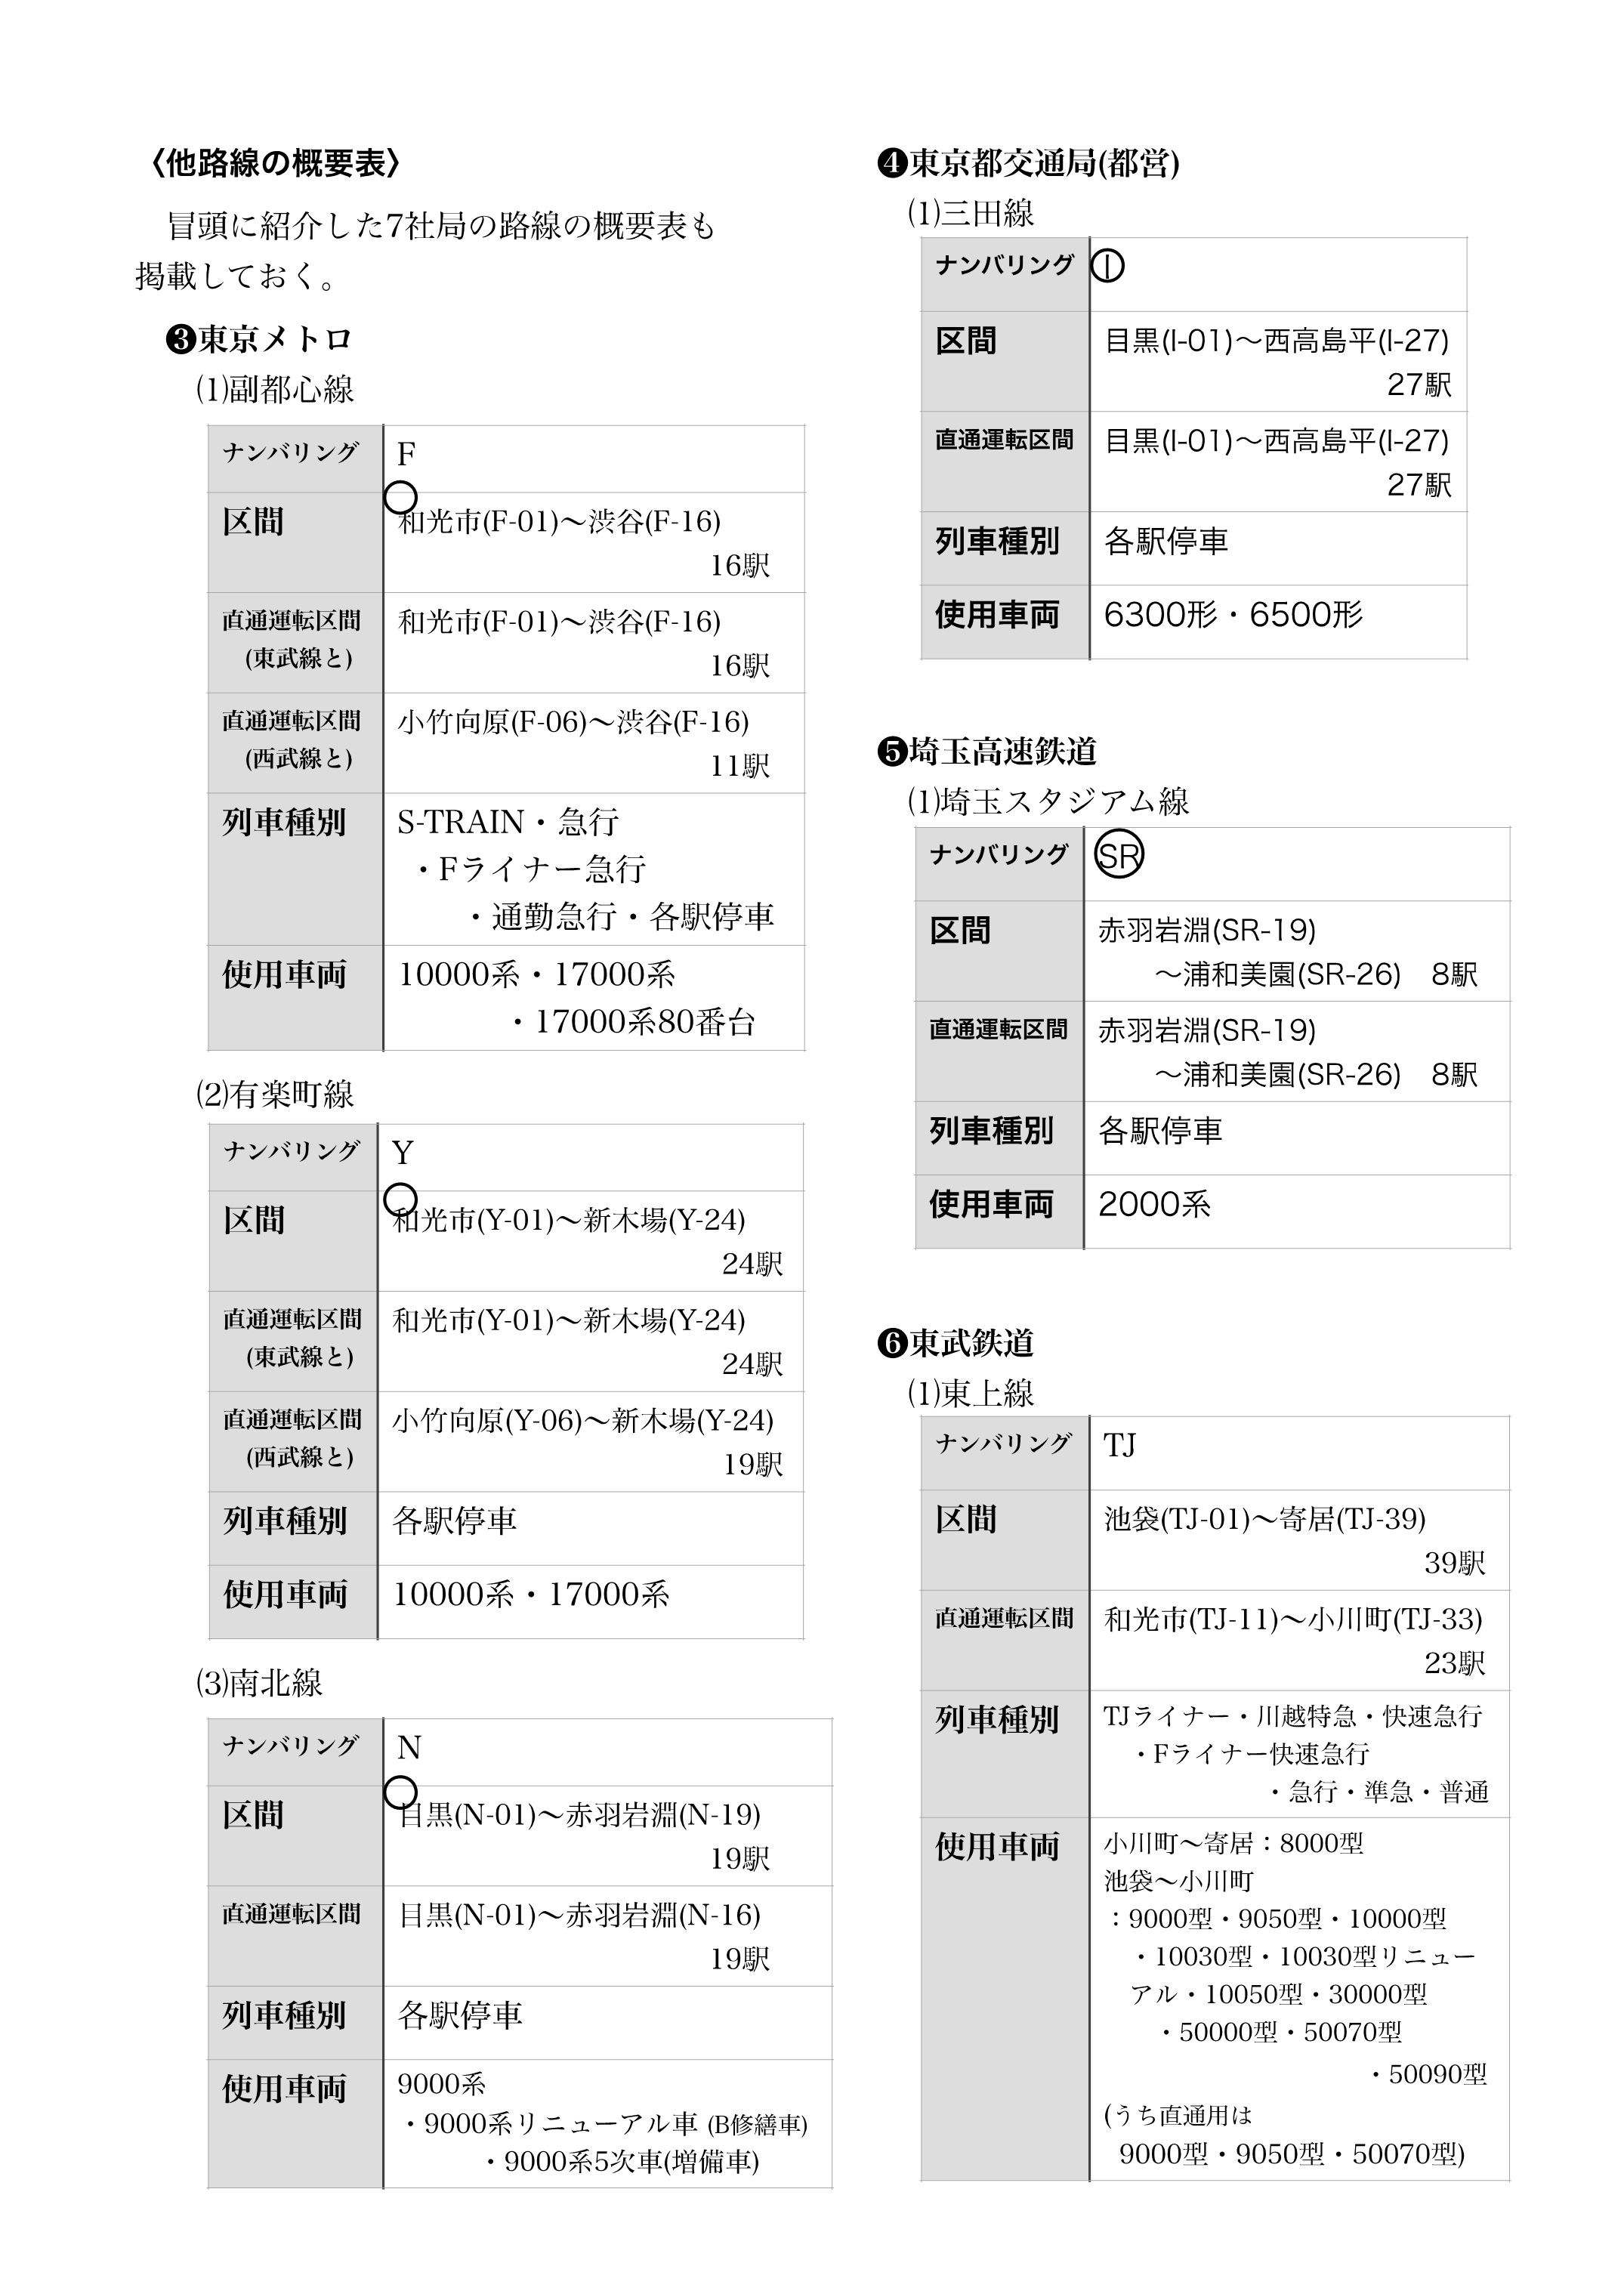 〈他路線の概要表〉
冒頭に紹介した7社局の路線の概要表も
掲載しておく。
❸東京メトロ
(1)副都心線
ナンバリング F
区間 和光市(F-01)〜渋谷(F-16)
16駅
直通運転区間 和光市(F-01)〜渋谷(F-16)
(東武線と) 16駅
直通運転区間 小竹向原(F-06)〜渋谷(F-16)
(西武線と) 11駅
列車種別 S-TRAIN・急行
・Fライナー急行
・通勤急行・各駅停車
使用車両 10000系・17000系
・17000系80番台
(2)有楽町線
ナンバリング Y
区間 和光市(Y-01)〜新木場(Y-24)
24駅
直通運転区間 和光市(Y-01)〜新木場(Y-24)
(東武線と) 24駅
直通運転区間 小竹向原(Y-06)〜新木場(Y-24)
(西武線と) 19駅
列車種別 各駅停車
使用車両 10000系・17000系
(3)南北線
ナンバリング N
区間 目黒(N-01)〜赤羽岩淵(N-19)
19駅
直通運転区間 目黒(N-01)〜赤羽岩淵(N-16)
19駅
列車種別 各駅停車
使用車両 9000系
・9000系リニューアル車 (B修繕車)
・9000系5次車(増備車)
❹東京都交通局(都営)
(1)三田線
ナンバリング I
区間 目黒(I-01)〜西高島平(I-27)
27駅
直通運転区間 目黒(I-01)〜西高島平(I-27)
27駅
列車種別 各駅停車
使用車両 6300形・6500形
❺埼玉高速鉄道
(1)埼玉スタジアム線
ナンバリング SR
区間 赤羽岩淵(SR-19)
〜浦和美園(SR-26) 8駅
直通運転区間 赤羽岩淵(SR-19)
〜浦和美園(SR-26) 8駅
列車種別 各駅停車
使用車両 2000系
❻東武鉄道
(1)東上線
ナンバリング TJ
区間 池袋(TJ-01)〜寄居(TJ-39)
39駅
直通運転区間 和光市(TJ-11)〜小川町(TJ-33)
23駅
列車種別 TJライナー・川越特急・快速急行
・Fライナー快速急行
・急行・準急・普通
使用車両 小川町〜寄居：8000型
池袋〜小川町
：9000型・9050型・10000型
・10030型・10030型リニュー
アル・10050型・30000型
・50000型・50070型
・50090型
(うち直通用は
9000型・9050型・50070型)